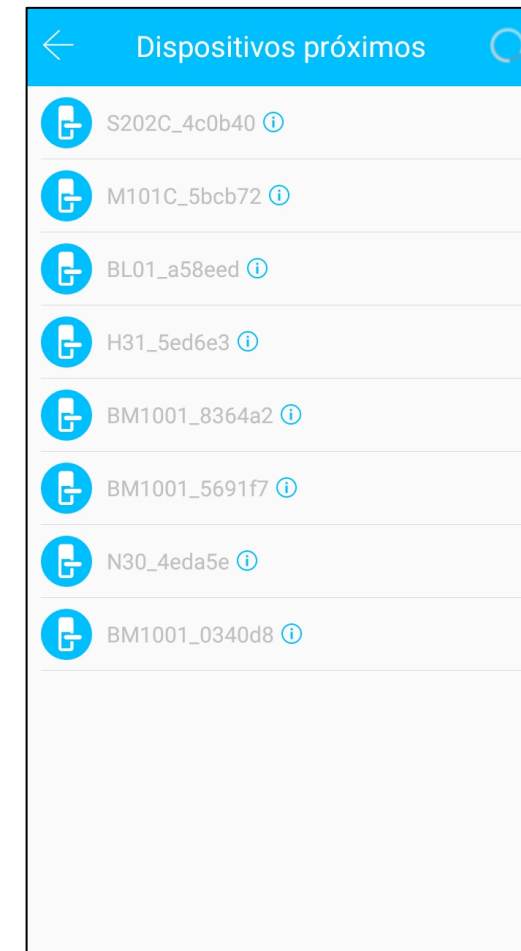 Dispositivos próximos
S202C_4c0b40
M101C_5bcb72
BL01_a58eed
H31_5ed6e3
BM1001_8364a2
BM1001_5691f7
N30_4eda5e
BM1001_0340d8